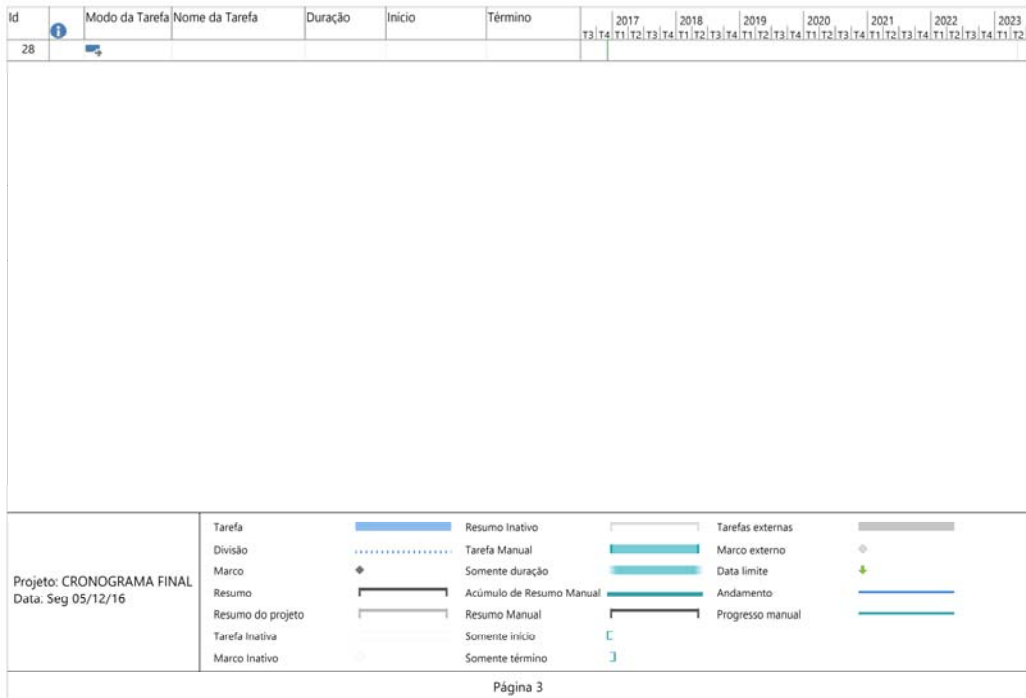 Id Modo da Tarefa Nome da Tarefa Duração Início Término 2017 2018 2019 2020 2021 2022 2023
T3 T4 T1 T2 T3 T4 T1 T2 T3 T4 T1 T2 T3 T4 T1 T2 T3 T4 T1 T2 T3 T4 T1 T2 T3 T4 T1 T2
28
Tarefa Resumo Inativo Tarefas externas
Divisão Tarefa Manual Marco externo
Marco Somente duração Data limite
Resumo Acúmulo de Resumo Manual Andamento
Resumo do projeto Resumo Manual Progresso manual
Tarefa Inativa Somente início
Marco Inativo Somente término
Projeto: CRONOGRAMA FINAL
Data: Seg 05/12/16
Página 3